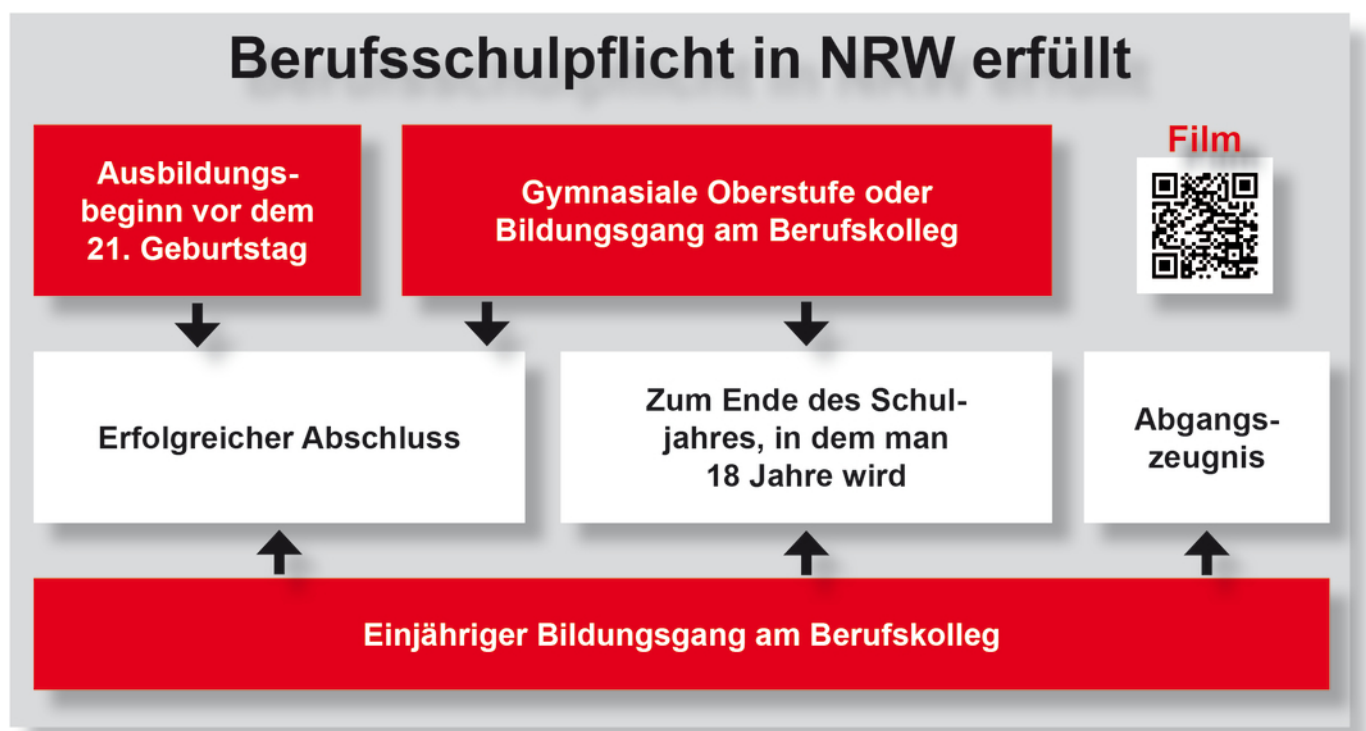 Berufsschulpflicht in NRW erfüllt
Ausbildungs-
beginn vor dem
21. Geburtstag
Gymnasiale Oberstufe oder
Bildungsgang am Berufskolleg
Film
Erfolgreicher Abschluss
Zum Ende des Schul-
jahres, in dem man
18 Jahre wird
Abgangs-
zeugnis
Einjähriger Bildungsgang am Berufskolleg